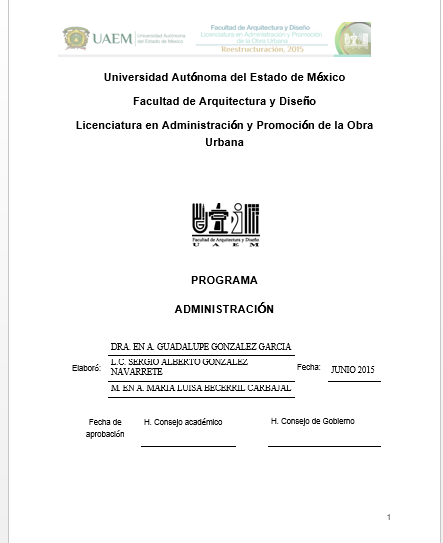 UAEM
Universidad Autónoma
del Estado de México
Facultad de Arquitectura y Diseño
Licenciatura en Administración y Promoción
de la Obra Urbana
Reestructuración, 2015
Universidad Autónoma del Estado de México
Facultad de Arquitectura y Diseño
Licenciatura en Administración y Promoción de la Obra
Urbana
Facultad de Arquitectura y Diseño
U A E M
PROGRAMA
ADMINISTRACIÓN
DRA. EN A. GUADALUPE GONZALEZ GARCIA
Elaboró: L.C. SERGIO ALBERTO GONZALEZ NAVARRETE Fecha: JUNIO 2015
M. EN A. MARIA LUISA BECERRIL CARBAJAL
Fecha de aprobación H. Consejo académico H. Consejo de Gobierno
1